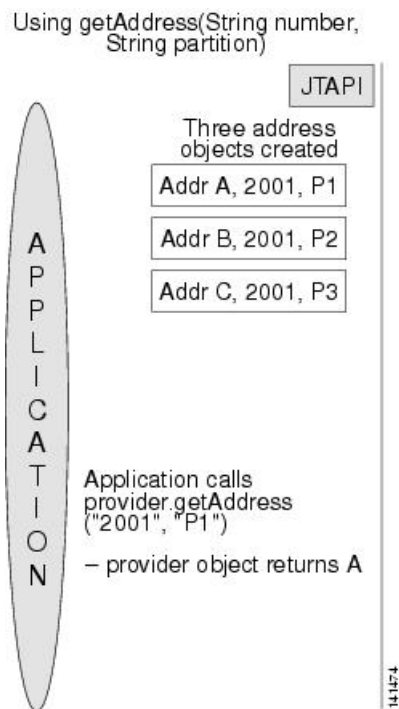 Using getAddress(String number,
String partition)
JTAPI
Three address
objects created
Addr A, 2001, P1
Addr B, 2001, P2
Addr C, 2001, P3
APPLICATION
Application calls
provider.getAddress
("2001", "P1")
– provider object returns A
141474